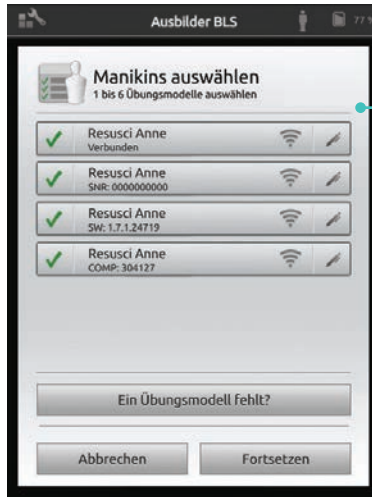 Ausbilder BLS
77 %
Manikins auswählen
1 bis 6 Übungsmodelle auswählen
Resusci Anne
Verbunden
Resusci Anne
SNR: 0000000000
Resusci Anne
SW: 1.7.1.24719
Resusci Anne
COMP: 304127
Ein Übungsmodell fehlt?
Abbrechen
Fortsetzen